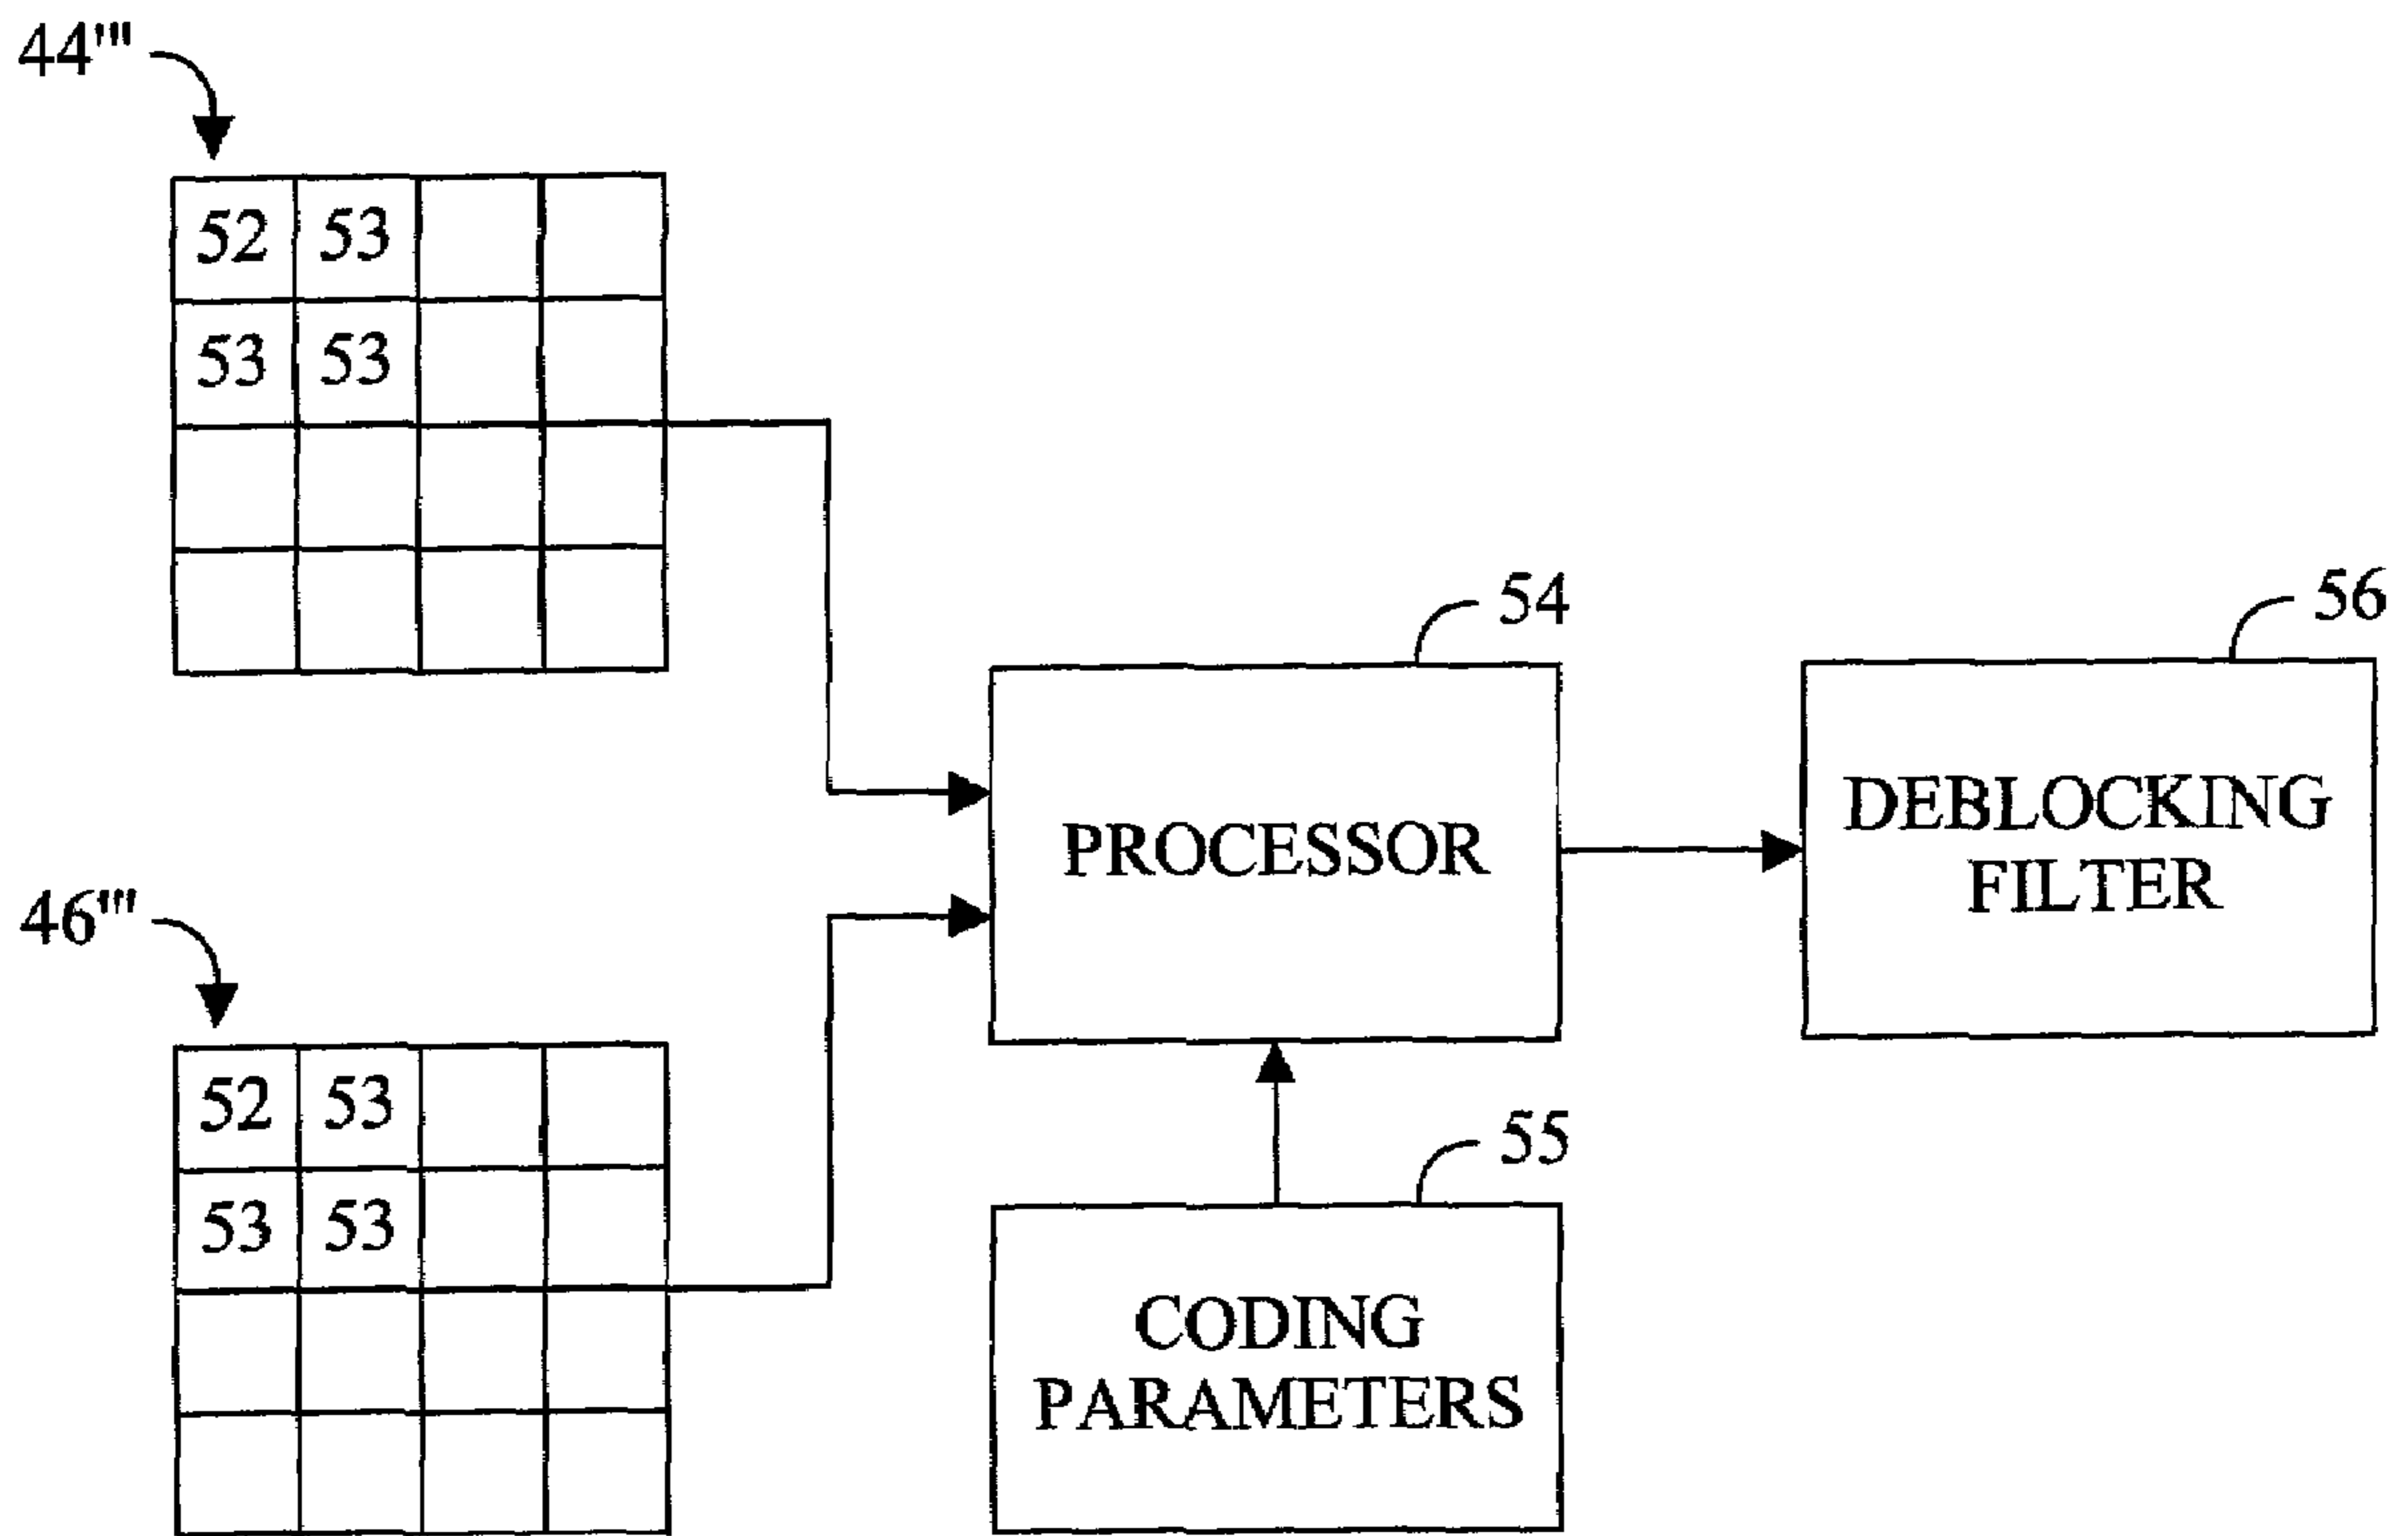 44'''
52 53
53 53
54
56
PROCESSOR
DEBLOCKING
FILTER
46'''
52 53
53 53
55
CODING
PARAMETERS